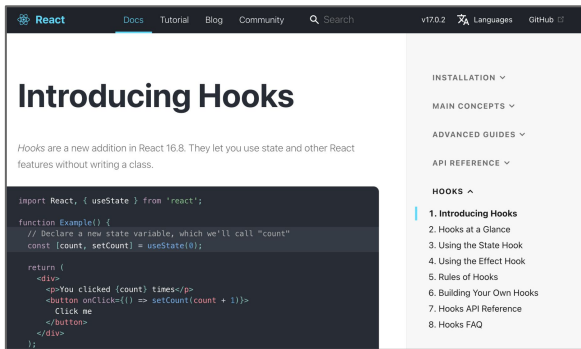 React Docs Tutorial Blog Community Search v17.0.2 Languages GitHub
Introducing Hooks
Hooks are a new addition in React 16.8. They let you use state and other React
features without writing a class.
import React, { useState } from 'react';
function Example() {
// Declare a new state variable, which we'll call "count"
const [count, setCount] = useState(0);
return (
<div>
<p>You clicked {count} times</p>
<button onClick={() => setCount(count + 1)}>
Click me
</button>
</div>
);
INSTALLATION
MAIN CONCEPTS
ADVANCED GUIDES
API REFERENCE
HOOKS
1. Introducing Hooks
2. Hooks at a Glance
3. Using the State Hook
4. Using the Effect Hook
5. Rules of Hooks
6. Building Your Own Hooks
7. Hooks API Reference
8. Hooks FAQ